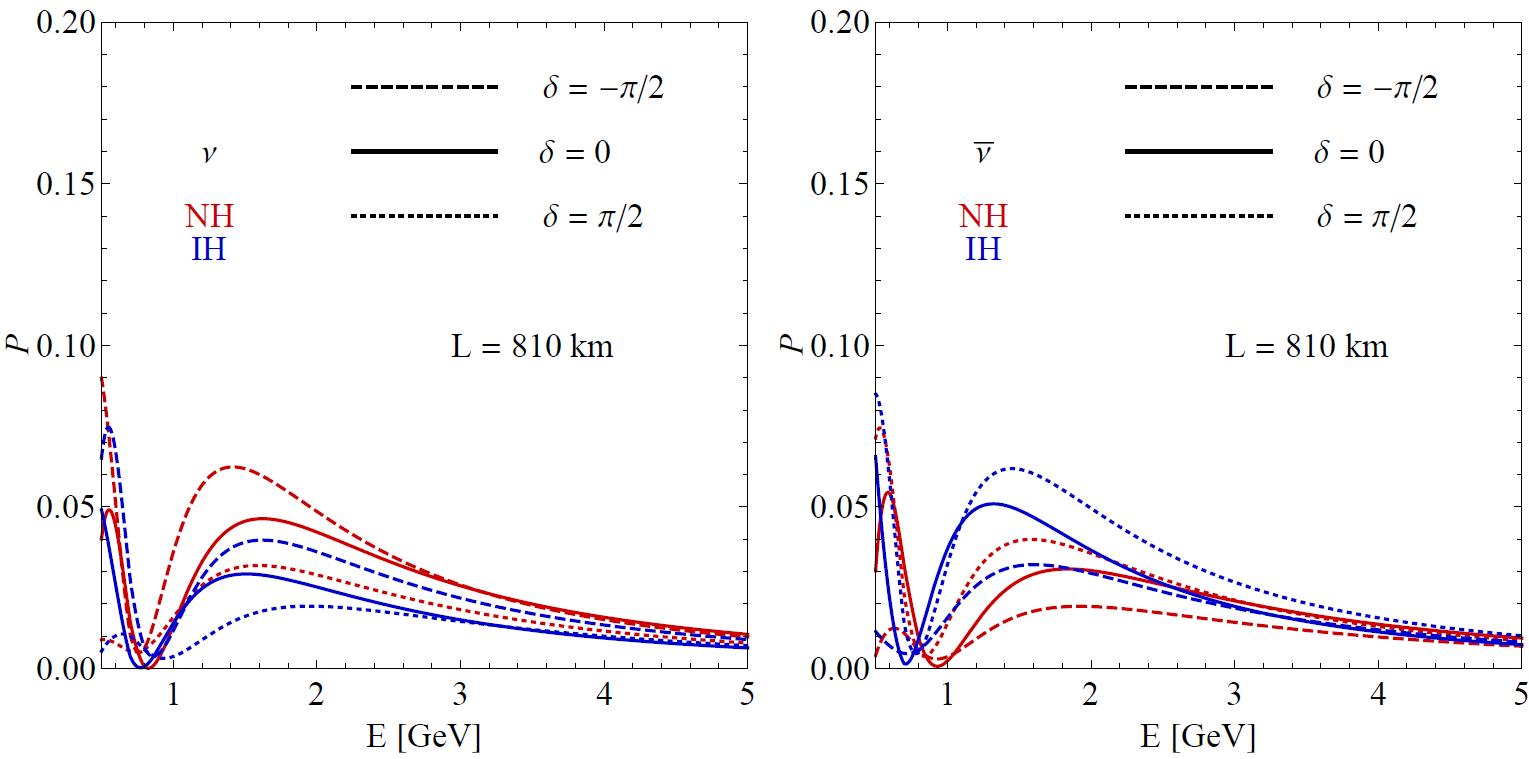 0.20
0.15
0.10
0.05
0.00
P
δ = −π/2
δ = 0
δ = π/2
ν
NH
IH
L = 810 km
1 2 3 4 5
E [GeV]
0.20
0.15
0.10
0.05
0.00
P
δ = −π/2
δ = 0
δ = π/2
ν̅
NH
IH
L = 810 km
1 2 3 4 5
E [GeV]